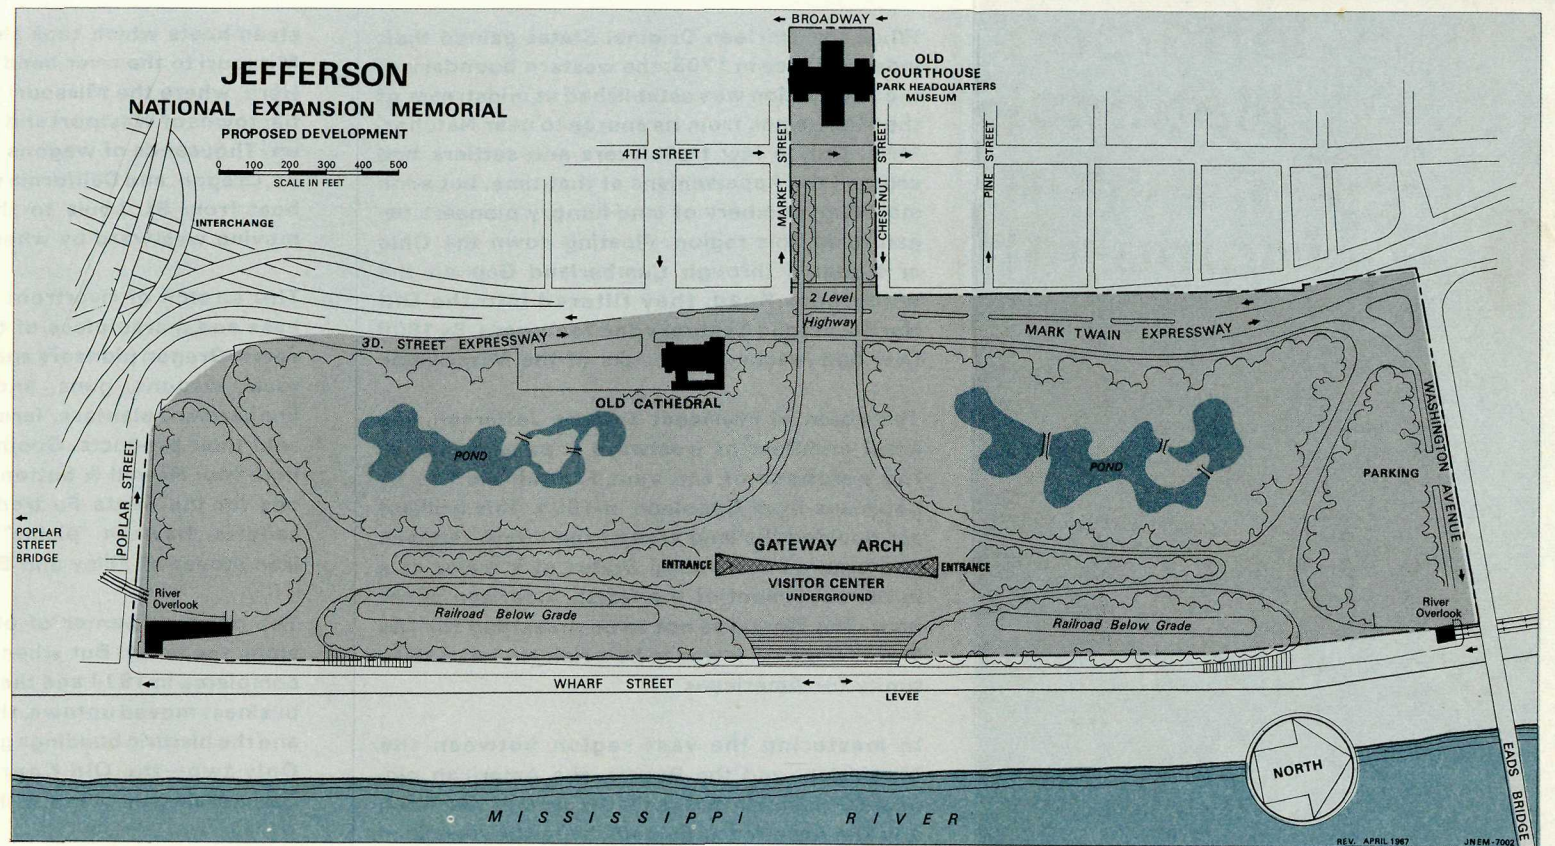 BROADWAY
JEFFERSON
NATIONAL EXPANSION MEMORIAL
PROPOSED DEVELOPMENT
0 100 200 300 400 500
SCALE IN FEET
OLD
COURTHOUSE
PARK HEADQUARTERS
MUSEUM
4TH STREET
MARKET STREET
CHESTNUT STREET
PINE STREET
INTERCHANGE
2 Level
Highway
3D. STREET EXPRESSWAY
MARK TWAIN EXPRESSWAY
OLD CATHEDRAL
POND
POND
PARKING
WASHINGTON AVENUE
POPLAR STREET
POPLAR
STREET
BRIDGE
GATEWAY ARCH
ENTRANCE
ENTRANCE
VISITOR CENTER
UNDERGROUND
River
Overlook
River
Overlook
Railroad Below Grade
Railroad Below Grade
WHARF STREET
LEVEE
NORTH
EADS BRIDGE
MISSISSIPPI RIVER
REV. APRIL 1967
JNEM-7002